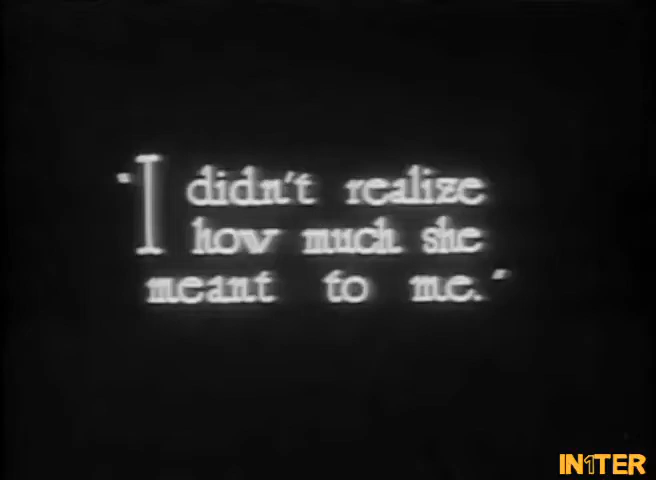 "I didn't realize
how much she
meant to me."
IN1TER